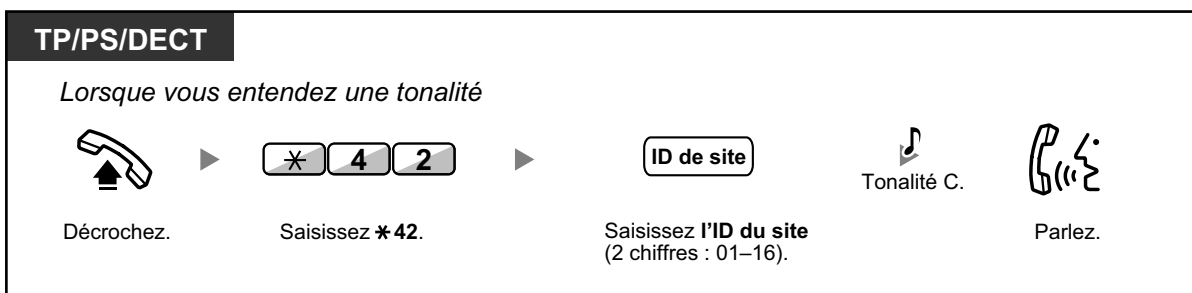 TP/PS/DECT
Lorsque vous entendez une tonalité
* 4 2
ID de site
Tonalité C.
Décrochez.
Saisissez *42.
Saisissez l’ID du site
(2 chiffres : 01–16).
Parlez.